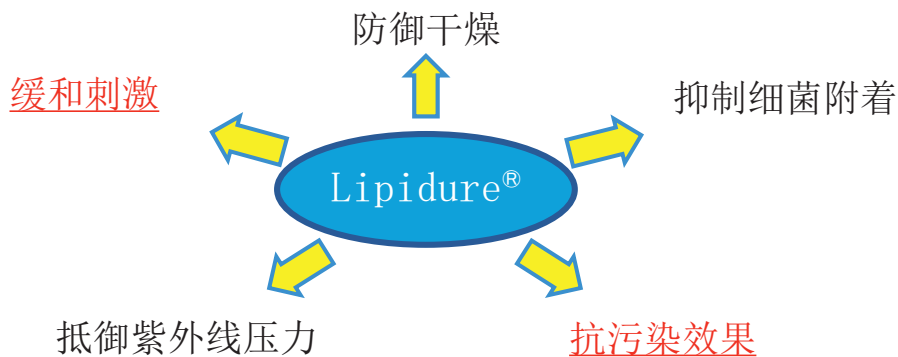 防御干燥
缓和刺激
抑制细菌附着
Lipidure®
抵御紫外线压力
抗污染效果